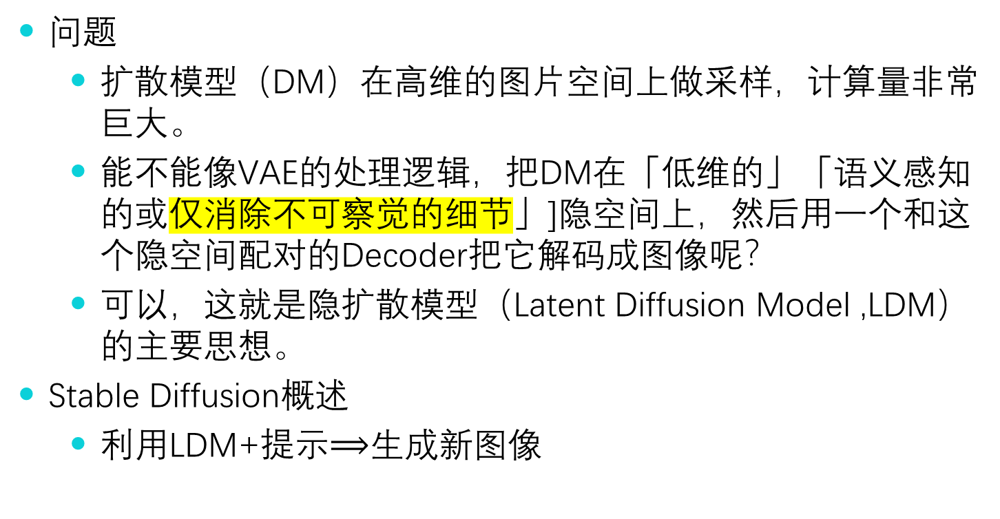 问题
扩散模型（DM）在高维的图片空间上做采样，计算量非常
巨大。
能不能像VAE的处理逻辑，把DM在「低维的」「语义感知
的或仅消除不可察觉的细节」]隐空间上，然后用一个和这
个隐空间配对的Decoder把它解码成图像呢？
可以，这就是隐扩散模型（Latent Diffusion Model ,LDM）
的主要思想。
Stable Diffusion概述
利用LDM+提示⟹生成新图像